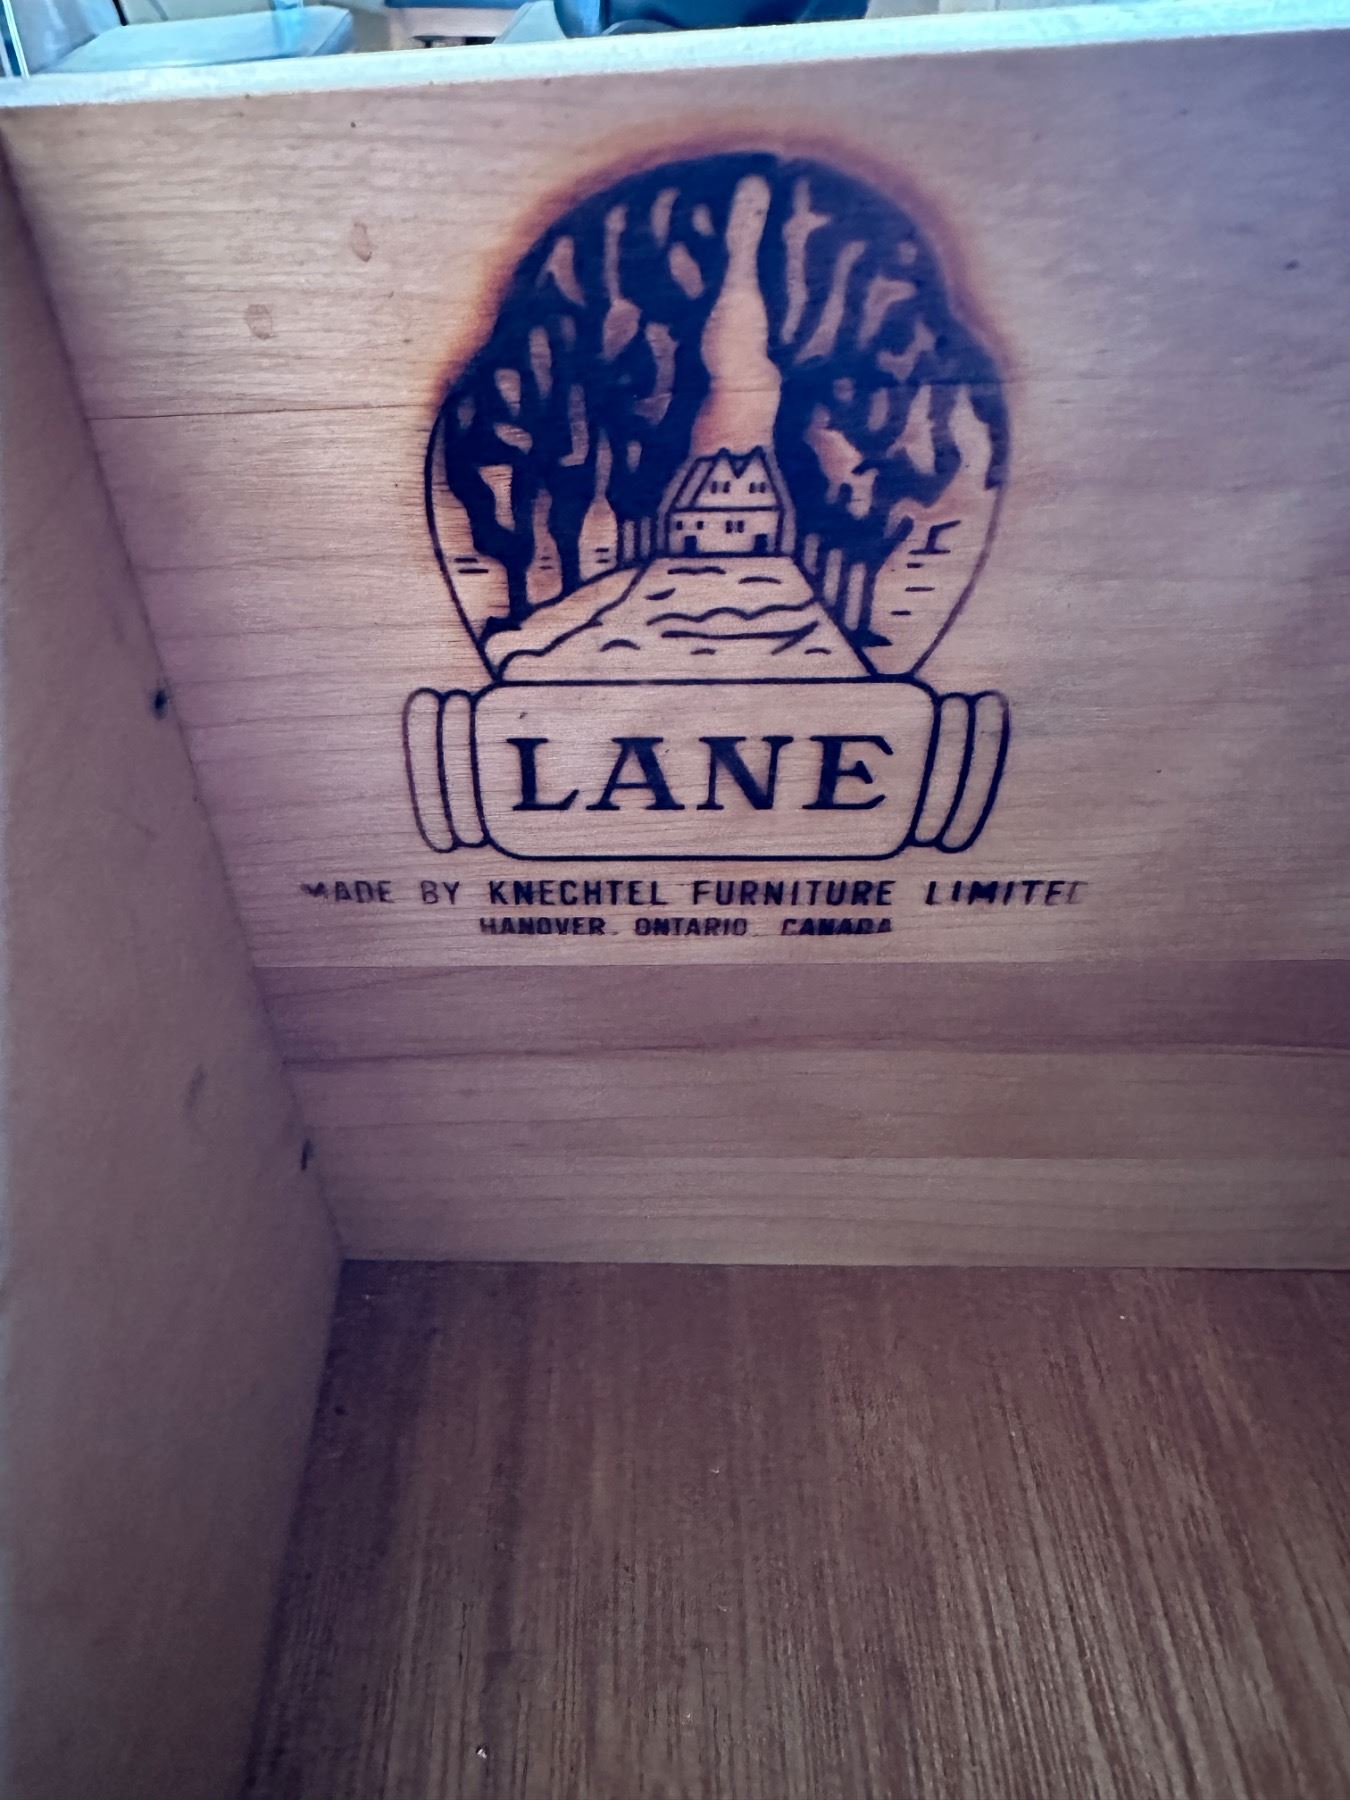 LANE
MADE BY KNECHTEL FURNITURE LIMITED
HANOVER, ONTARIO, CANADA